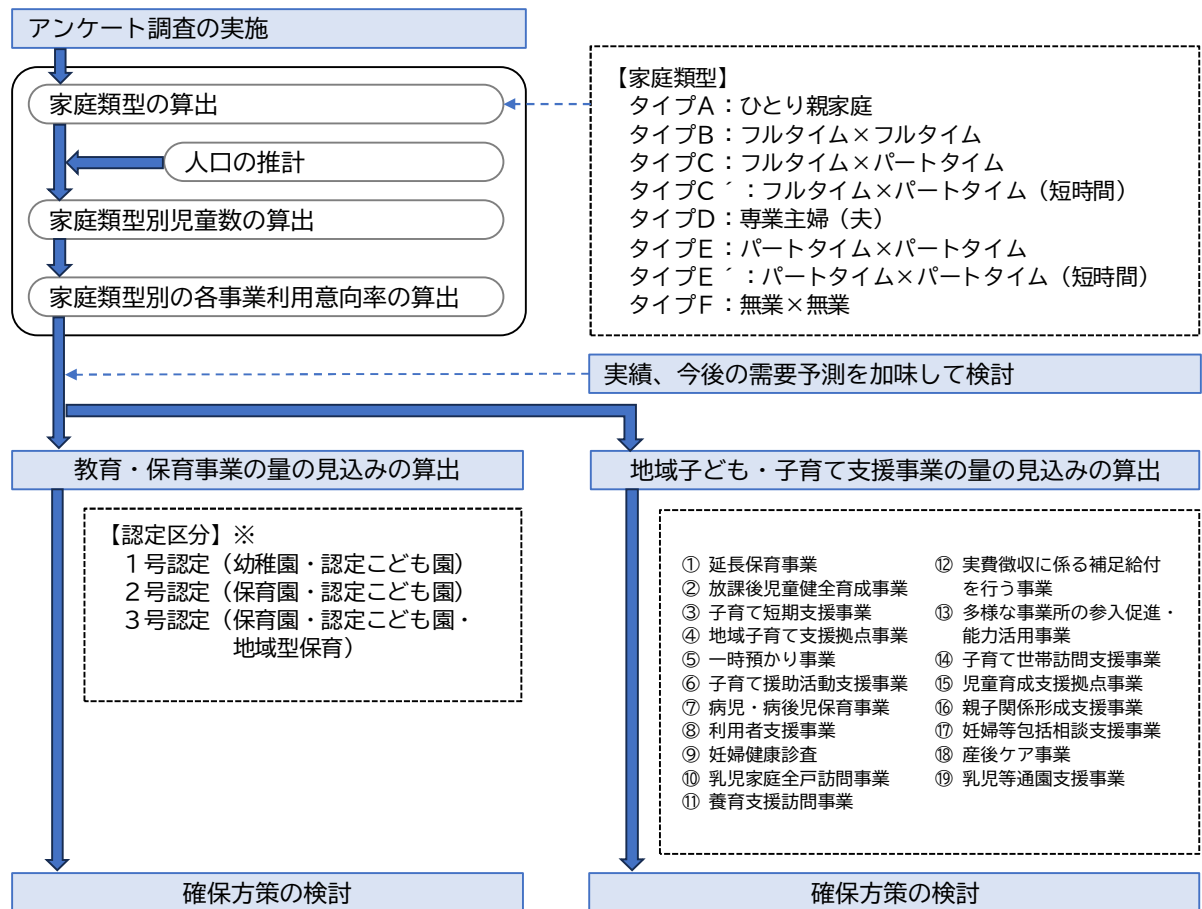 アンケート調査の実施
家庭類型の算出
人口の推計
家庭類型別児童数の算出
家庭類型別の各事業利用意向率の算出
【家庭類型】
タイプA:ひとり親家庭
タイプB:フルタイム×フルタイム
タイプC:フルタイム×パートタイム
タイプC´:フルタイム×パートタイム(短時間)
タイプD:専業主婦(夫)
タイプE:パートタイム×パートタイム
タイプE´:パートタイム×パートタイム(短時間)
タイプF:無業×無業
実績、今後の需要予測を加味して検討
教育・保育事業の量の見込みの算出
【認定区分】※
1号認定(幼稚園・認定こども園)
2号認定(保育園・認定こども園)
3号認定(保育園・認定こども園・
地域型保育)
確保方策の検討
地域子ども・子育て支援事業の量の見込みの算出
① 延長保育事業
② 放課後児童健全育成事業
③ 子育て短期支援事業
④ 地域子育て支援拠点事業
⑤ 一時預かり事業
⑥ 子育て援助活動支援事業
⑦ 病児・病後児保育事業
⑧ 利用者支援事業
⑨ 妊婦健康診査
⑩ 乳児家庭全戸訪問事業
⑪ 養育支援訪問事業
⑫ 実費徴収に係る補足給付
を行う事業
⑬ 多様な事業所の参入促進・
能力活用事業
⑭ 子育て世帯訪問支援事業
⑮ 児童育成支援拠点事業
⑯ 親子関係形成支援事業
⑰ 妊婦等包括相談支援事業
⑱ 産後ケア事業
⑲ 乳児等通園支援事業
確保方策の検討